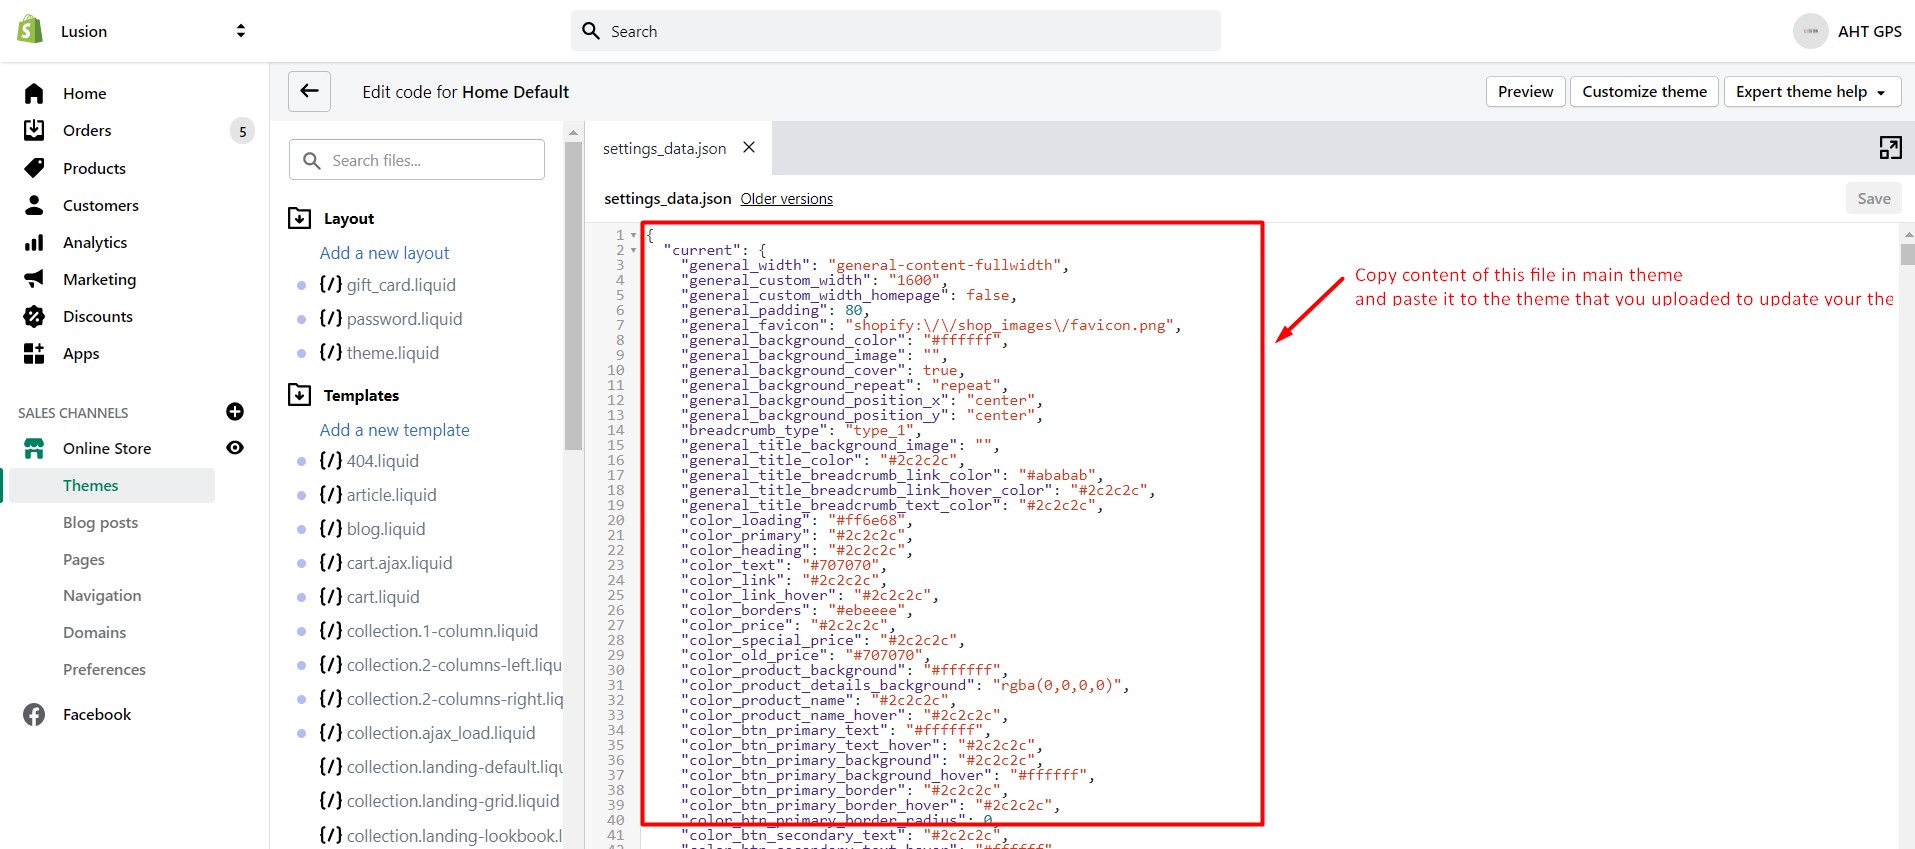 Lusion
Search
AHT GPS
Home
Orders
5
Products
Customers
Analytics
Marketing
Discounts
Apps
SALES CHANNELS
Online Store
Themes
Blog posts
Pages
Navigation
Domains
Preferences
Facebook
Edit code for Home Default
Preview
Customize theme
Expert theme help
Search files...
Layout
Add a new layout
{/} gift_card.liquid
{/} password.liquid
{/} theme.liquid
Templates
Add a new template
{/} 404.liquid
{/} article.liquid
{/} blog.liquid
{/} cart.ajax.liquid
{/} cart.liquid
{/} collection.1-column.liquid
{/} collection.2-columns-left.liqu
{/} collection.2-columns-right.liq
{/} collection.ajax_load.liquid
{/} collection.landing-default.liqu
{/} collection.landing-grid.liquid
{/} collection.landing-lookbook.l
settings_data.json
settings_data.json Older versions
Save
1 {
2 "current": {
3 "general_width": "general-content-fullwidth",
4 "general_custom_width": "1600",
5 "general_custom_width_homepage": false,
6 "general_padding": 80,
7 "general_favicon": "shopify:\/\/shop_images\/favicon.png",
8 "general_background_color": "#ffffff",
9 "general_background_image": "",
10 "general_background_cover": true,
11 "general_background_repeat": "repeat",
12 "general_background_position_x": "center",
13 "general_background_position_y": "center",
14 "breadcrumb_type": "type_1",
15 "general_title_background_image": "",
16 "general_title_color": "#2c2c2c",
17 "general_title_breadcrumb_link_color": "#ababab",
18 "general_title_breadcrumb_link_hover_color": "#2c2c2c",
19 "general_title_breadcrumb_text_color": "#2c2c2c",
20 "color_loading": "#ff6e68",
21 "color_primary": "#2c2c2c",
22 "color_heading": "#2c2c2c",
23 "color_text": "#707070",
24 "color_link": "#2c2c2c",
25 "color_link_hover": "#2c2c2c",
26 "color_borders": "#ebeeee",
27 "color_price": "#2c2c2c",
28 "color_special_price": "#2c2c2c",
29 "color_old_price": "#707070",
30 "color_product_background": "#ffffff",
31 "color_product_details_background": "rgba(0,0,0,0)",
32 "color_product_name": "#2c2c2c",
33 "color_product_name_hover": "#2c2c2c",
34 "color_btn_primary_text": "#ffffff",
35 "color_btn_primary_text_hover": "#2c2c2c",
36 "color_btn_primary_background": "#2c2c2c",
37 "color_btn_primary_background_hover": "#ffffff",
38 "color_btn_primary_border": "#2c2c2c",
39 "color_btn_primary_border_hover": "#2c2c2c",
40 "color_btn_primary_border_radius": 0,
41 "color_btn_secondary_text": "#2c2c2c",
42 "color_btn_secondary_text_hover": "#ffffff"
Copy content of this file in main theme
and paste it to the theme that you uploaded to update your the